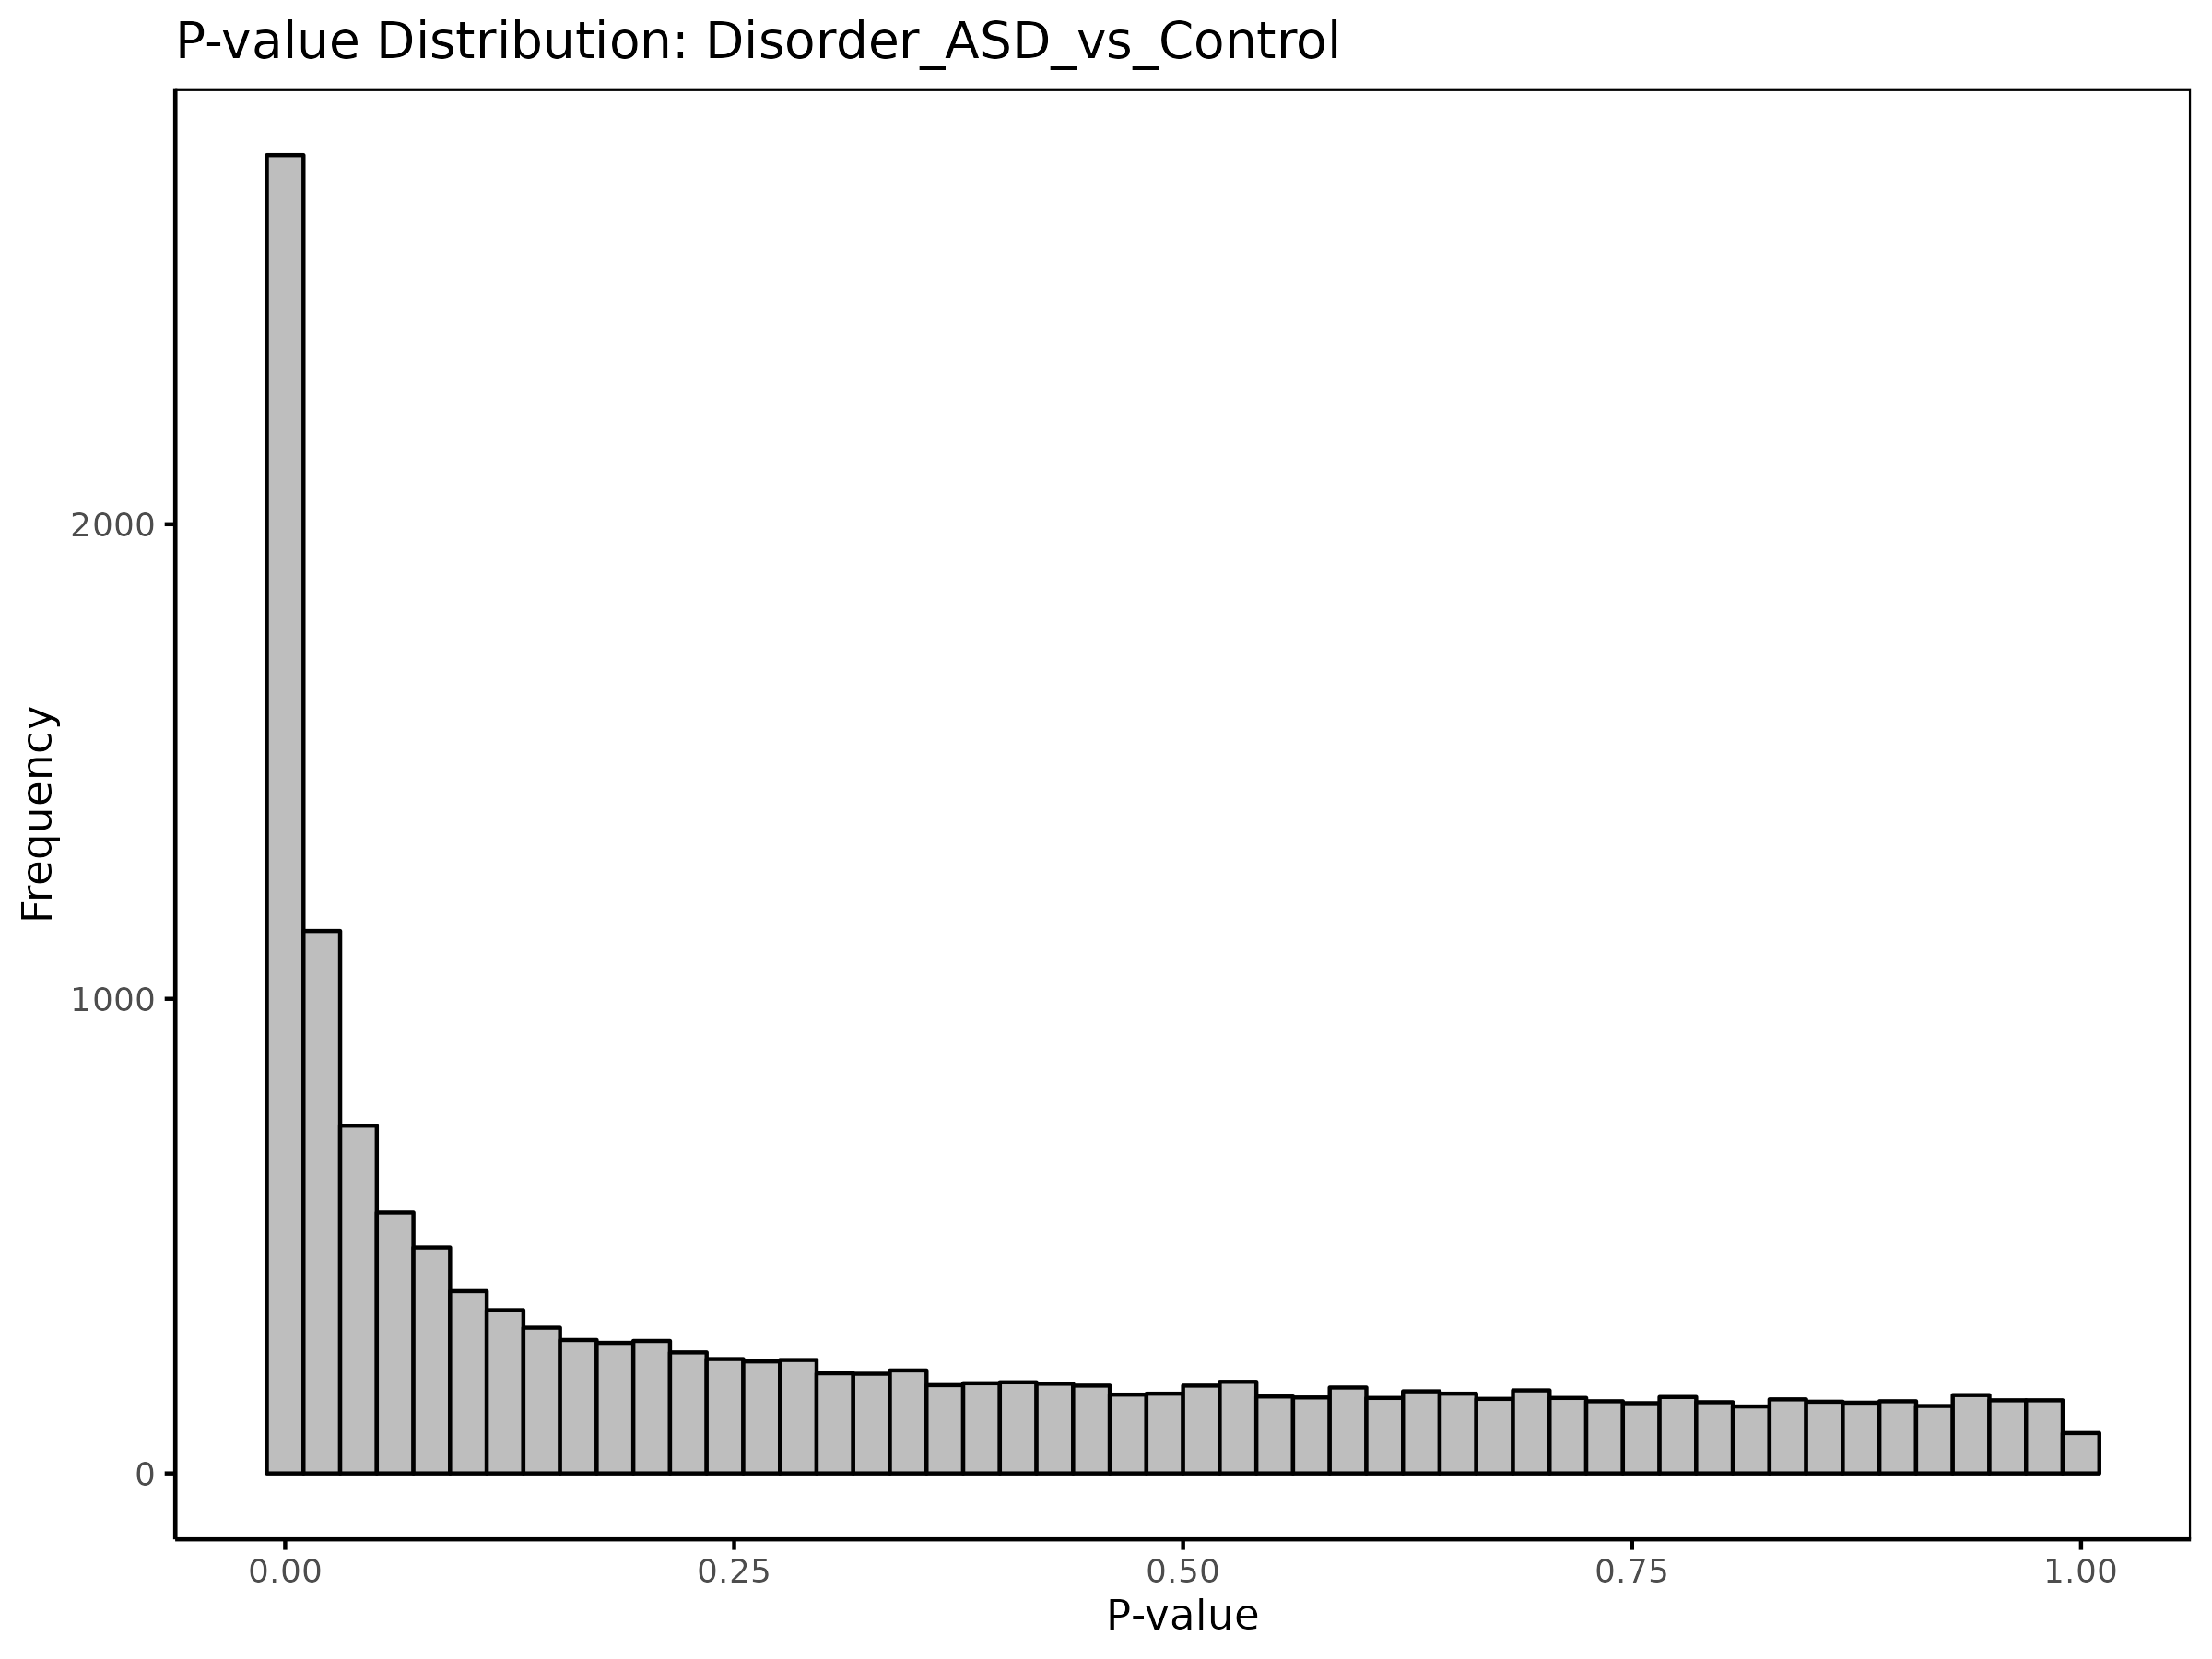 P-value Distribution: Disorder_ASD_vs_Control
Frequency
2000
1000
0
0.00 0.25 0.50 0.75 1.00
P-value